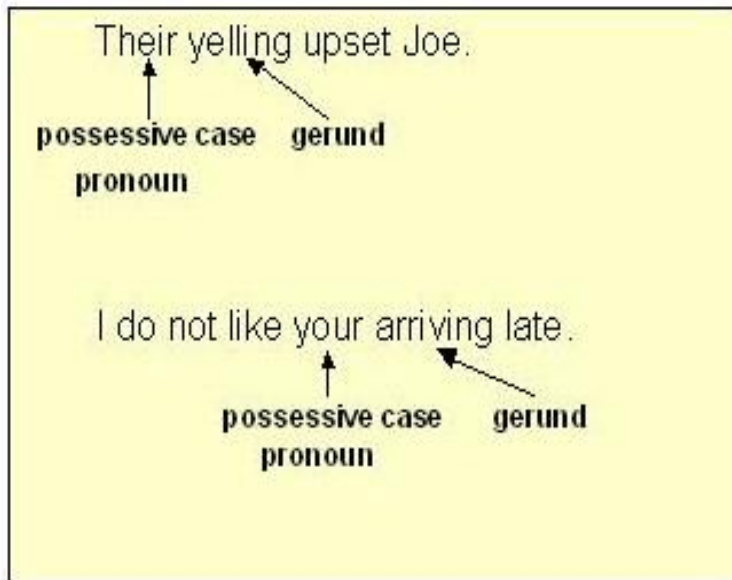 Their yelling upset Joe.
possessive case gerund
pronoun
I do not like your arriving late.
possessive case gerund
pronoun